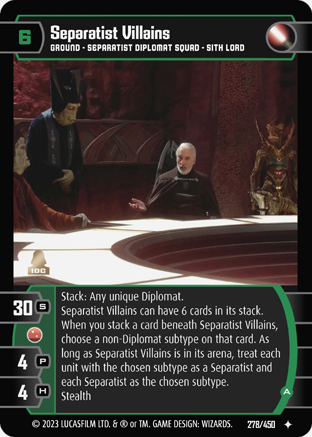 6
Separatist Villains
GROUND - SEPARATIST DIPLOMAT SQUAD - SITH LORD
IDC
30 S
4 P
4 H
Stack: Any unique Diplomat.
Separatist Villains can have 6 cards in its stack.
When you stack a card beneath Separatist Villains,
choose a non-Diplomat subtype on that card. As
long as Separatist Villains is in its arena, treat each
unit with the chosen subtype as a Separatist and
each Separatist as the chosen subtype.
Stealth
A
© 2023 LUCASFILM LTD. & ® OR TM. GAME DESIGN: WIZARDS.
278/450